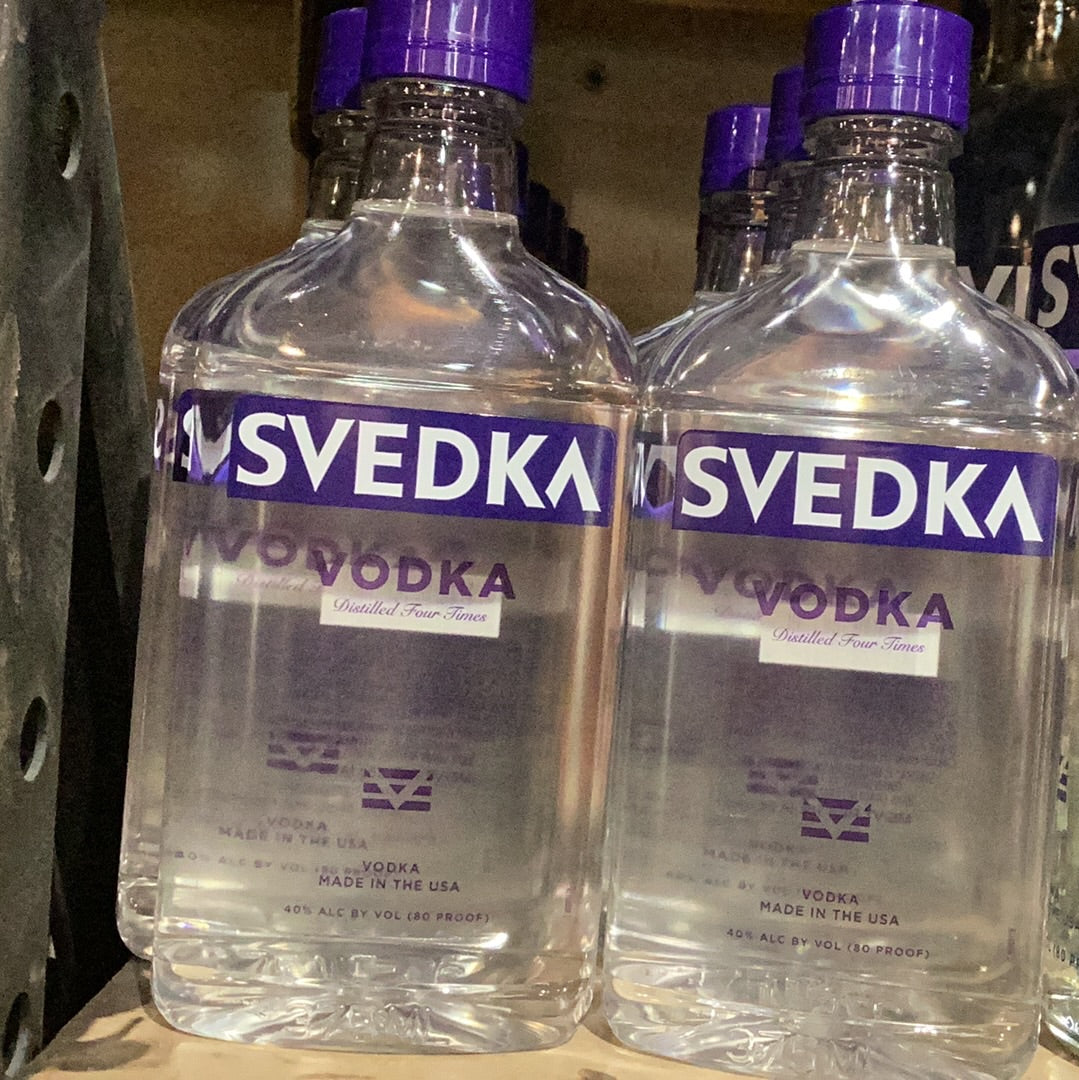 SVEDKA
VODKA
Distilled Four Times
VODKA
MADE IN THE USA
40% ALC BY VOL (80 PROOF)
SVEDKA
VODKA
Distilled Four Times
VODKA
MADE IN THE USA
40% ALC BY VOL (80 PROOF)